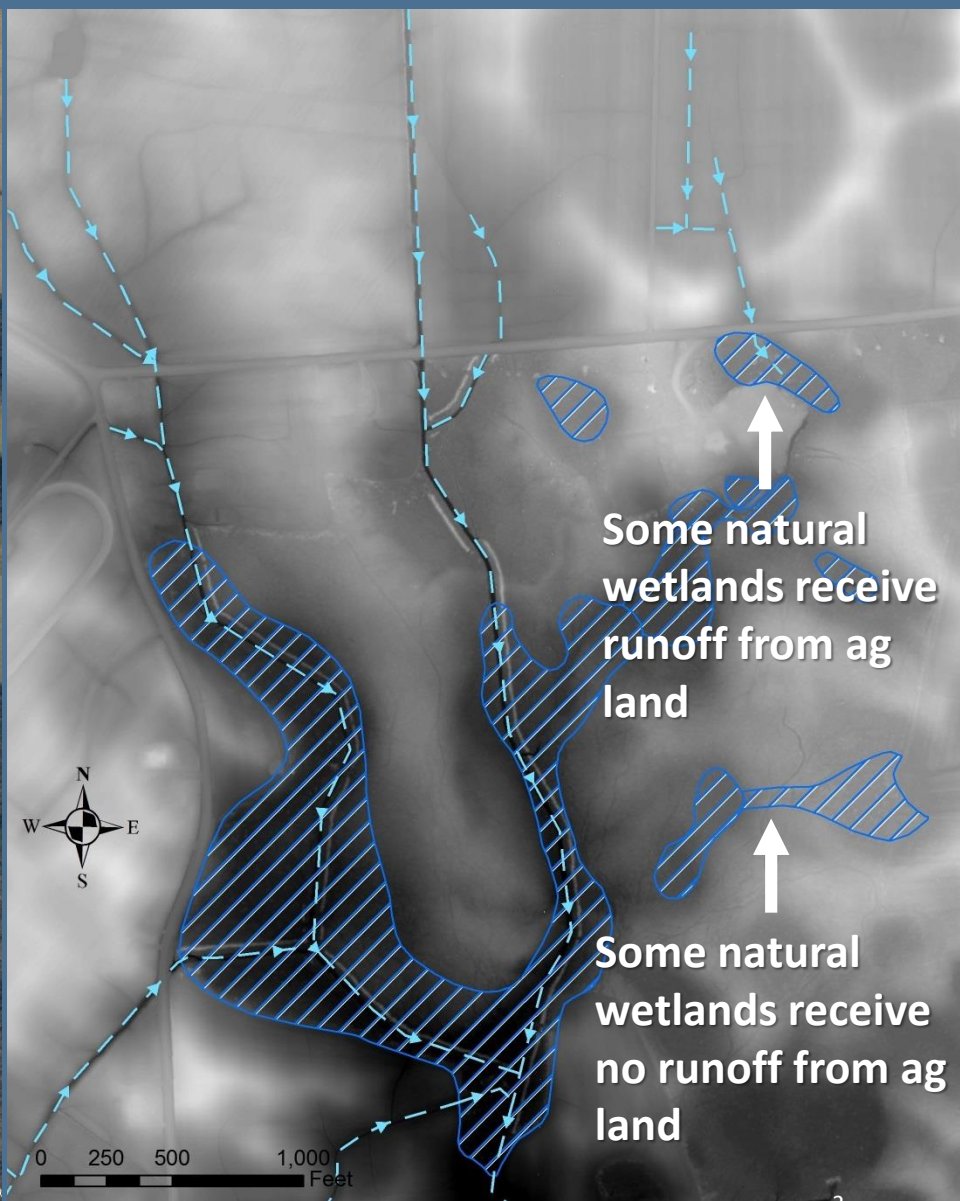 Some natural
wetlands receive
runoff from ag
land
N
W E
S
Some natural
wetlands receive
no runoff from ag
land
0 250 500 1,000
Feet